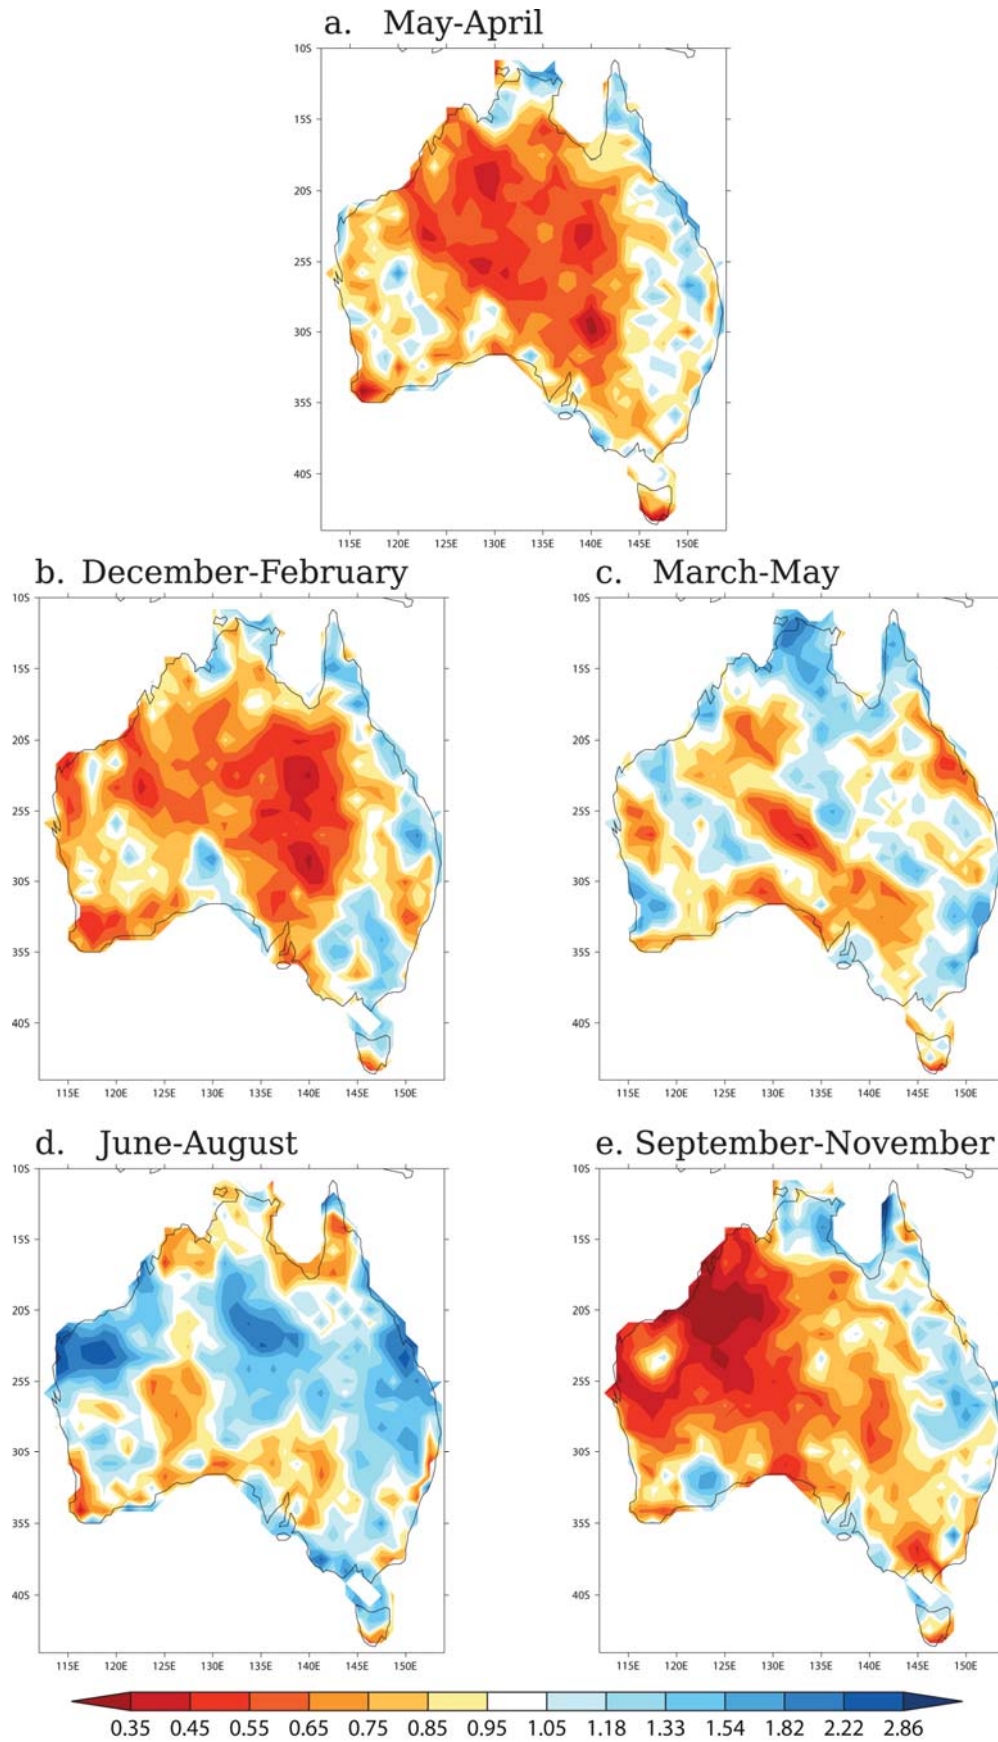 a. May-April
10S
15S
20S
25S
30S
35S
40S
115E 120E 125E 130E 135E 140E 145E 150E
b. December-February
10S
15S
20S
25S
30S
35S
40S
115E 120E 125E 130E 135E 140E 145E 150E
c. March-May
10S
15S
20S
25S
30S
35S
40S
115E 120E 125E 130E 135E 140E 145E 150E
d. June-August
10S
15S
20S
25S
30S
35S
40S
115E 120E 125E 130E 135E 140E 145E 150E
e. September-November
10S
15S
20S
25S
30S
35S
40S
115E 120E 125E 130E 135E 140E 145E 150E
0.35 0.45 0.55 0.65 0.75 0.85 0.95 1.05 1.18 1.33 1.54 1.82 2.22 2.86